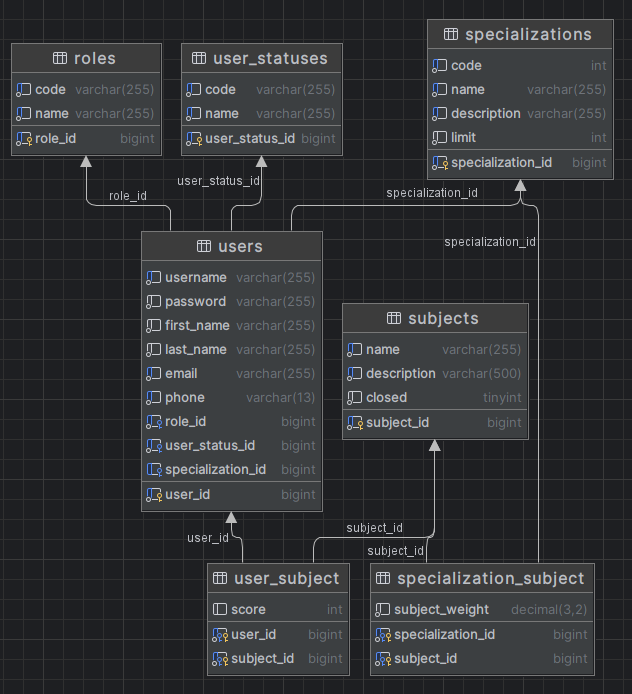 roles
code varchar(255)
name varchar(255)
role_id bigint
user_statuses
code varchar(255)
name varchar(255)
user_status_id bigint
specializations
code int
name varchar(255)
description varchar(255)
limit int
specialization_id bigint
role_id
user_status_id
specialization_id
specialization_id
users
username varchar(255)
password varchar(255)
first_name varchar(255)
last_name varchar(255)
email varchar(255)
phone varchar(13)
role_id bigint
user_status_id bigint
specialization_id bigint
user_id bigint
subjects
name varchar(255)
description varchar(500)
closed tinyint
subject_id bigint
user_id
subject_id
subject_id
user_subject
score int
user_id bigint
subject_id bigint
specialization_subject
subject_weight decimal(3,2)
specialization_id bigint
subject_id bigint